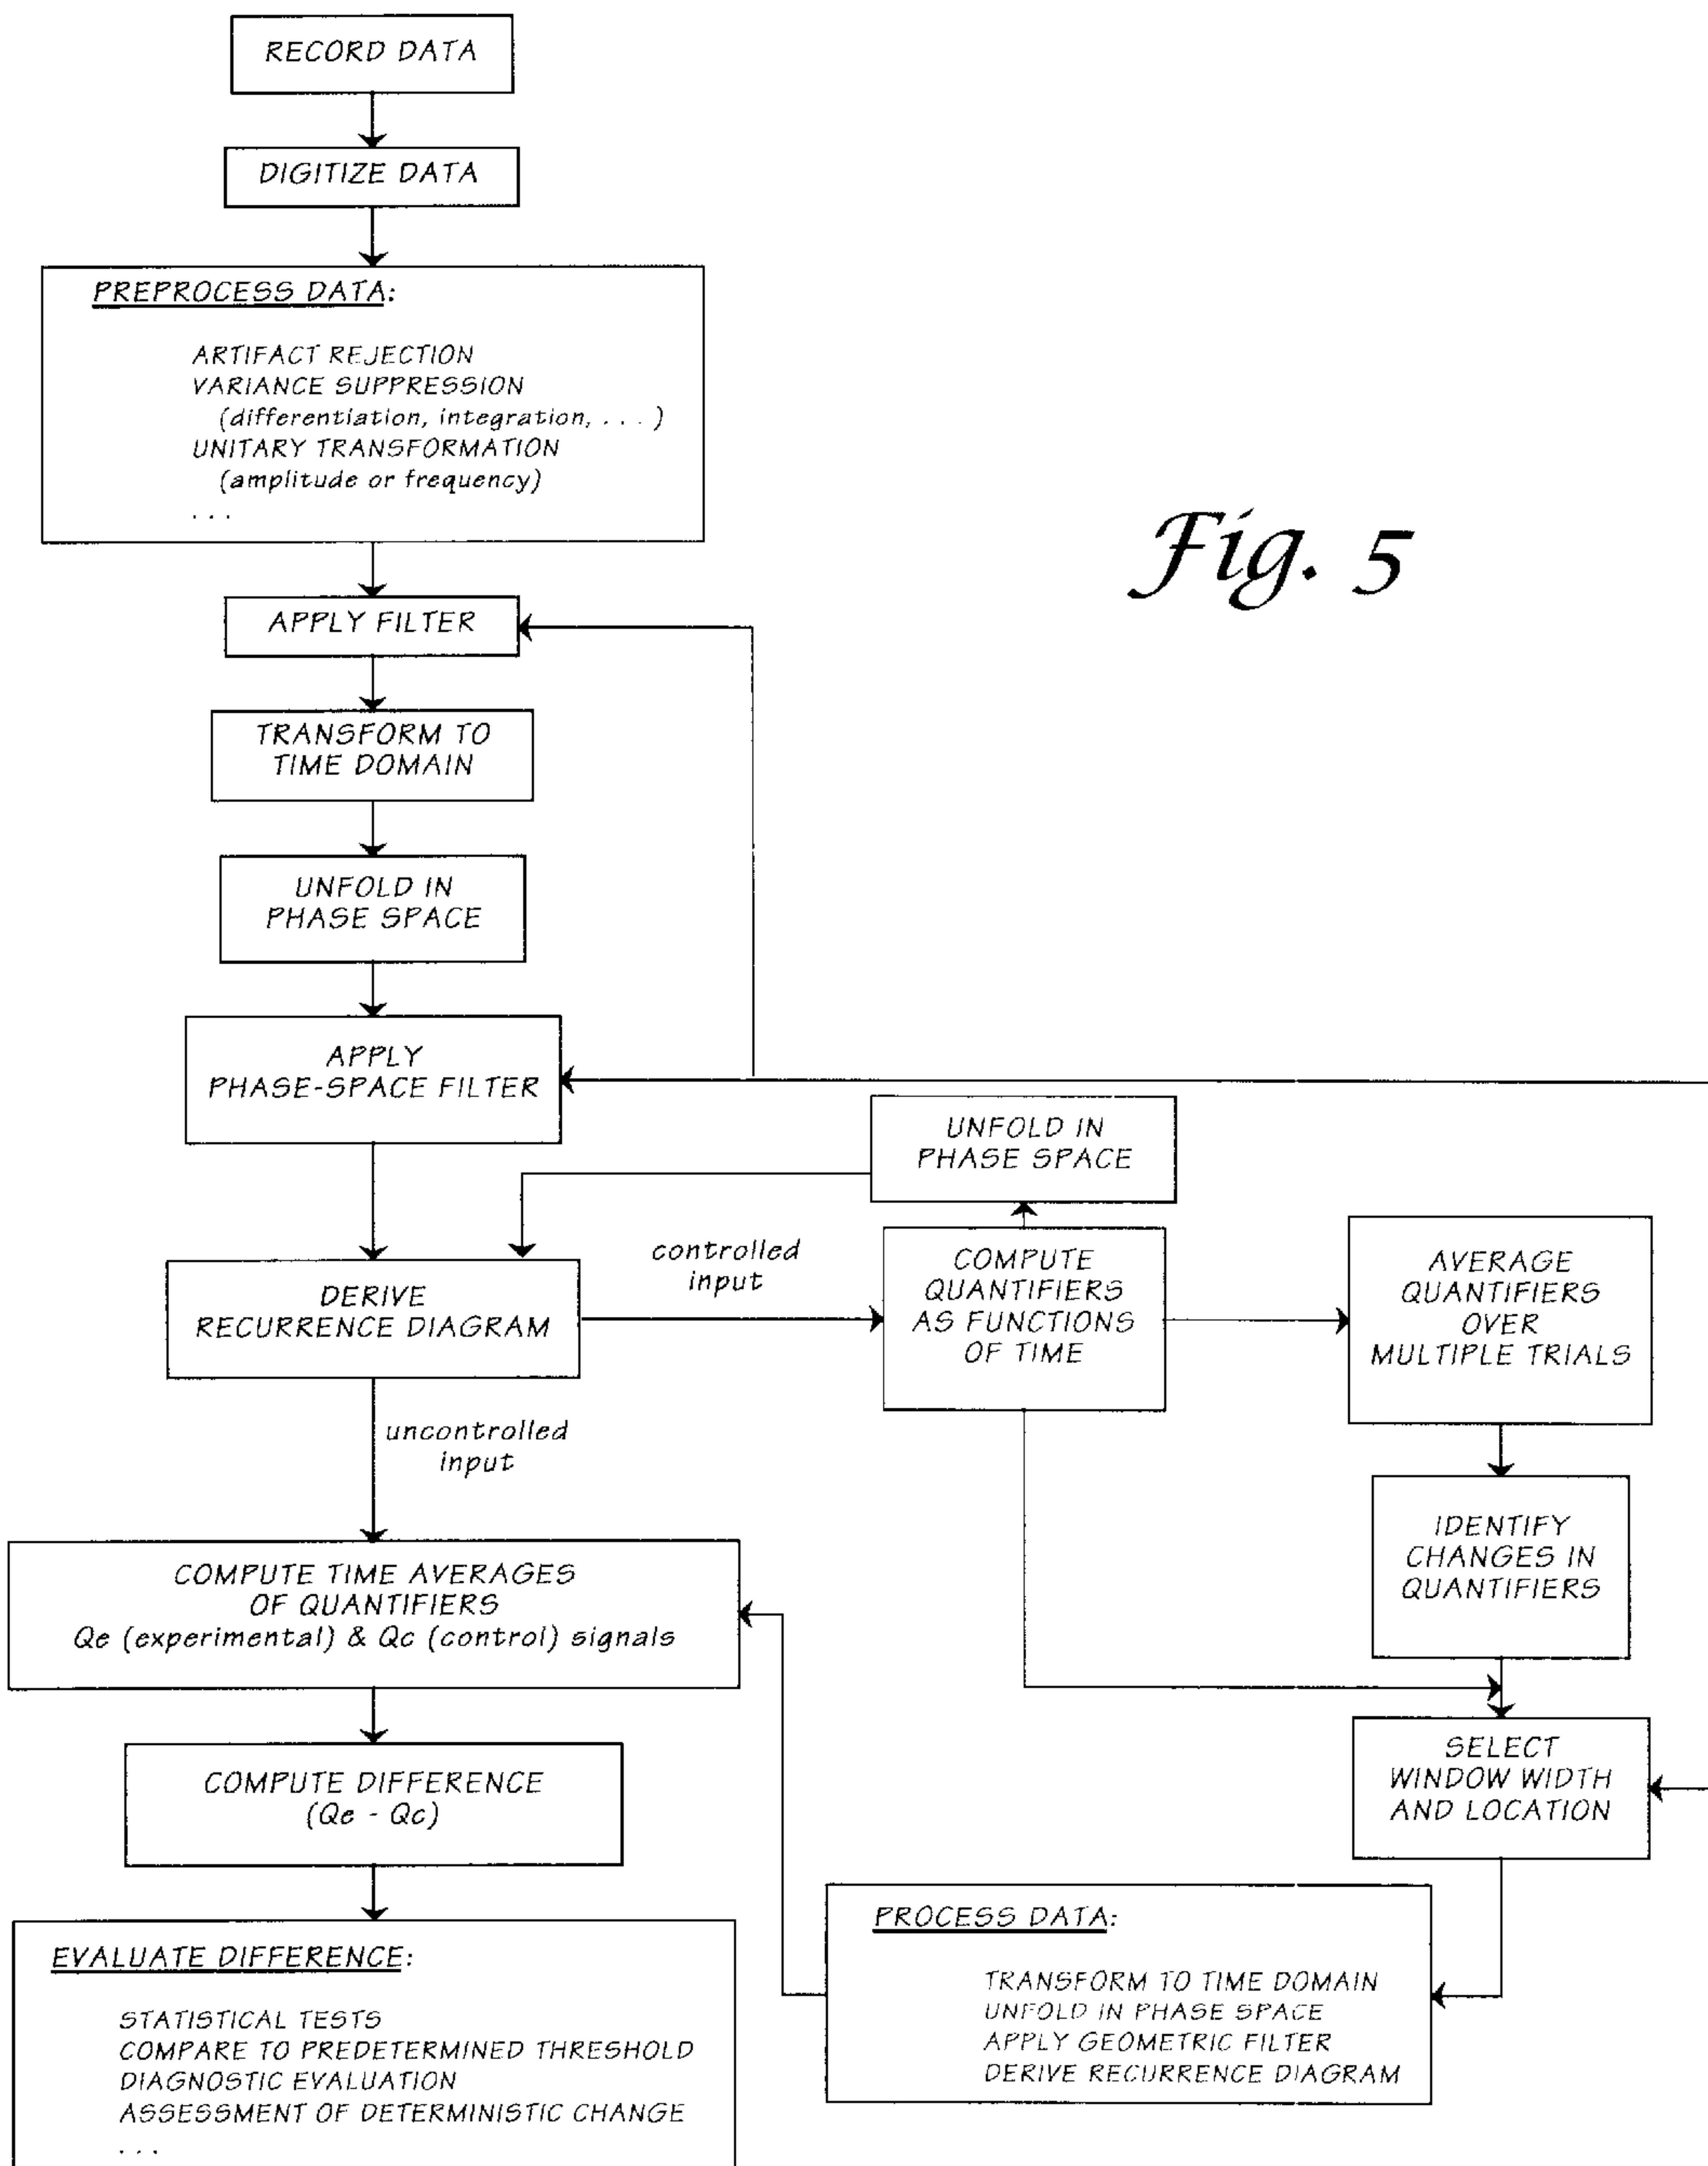 RECORD DATA
DIGITIZE DATA
PREPROCESS DATA:
ARTIFACT REJECTION
VARIANCE SUPPRESSION
(differentiation, integration, . . . )
UNITARY TRANSFORMATION
(amplitude or frequency)
. . .
Fig. 5
APPLY FILTER
TRANSFORM TO
TIME DOMAIN
UNFOLD IN
PHASE SPACE
APPLY
PHASE-SPACE FILTER
UNFOLD IN
PHASE SPACE
DERIVE
RECURRENCE DIAGRAM
controlled
input
COMPUTE
QUANTIFIERS
AS FUNCTIONS
OF TIME
AVERAGE
QUANTIFIERS
OVER
MULTIPLE TRIALS
uncontrolled
input
IDENTIFY
CHANGES IN
QUANTIFIERS
COMPUTE TIME AVERAGES
OF QUANTIFIERS
Qe (experimental) & Qc (control) signals
SELECT
WINDOW WIDTH
AND LOCATION
COMPUTE DIFFERENCE
(Qe - Qc)
PROCESS DATA:
TRANSFORM TO TIME DOMAIN
UNFOLD IN PHASE SPACE
APPLY GEOMETRIC FILTER
DERIVE RECURRENCE DIAGRAM
EVALUATE DIFFERENCE:
STATISTICAL TESTS
COMPARE TO PREDETERMINED THRESHOLD
DIAGNOSTIC EVALUATION
ASSESSMENT OF DETERMINISTIC CHANGE
. . .